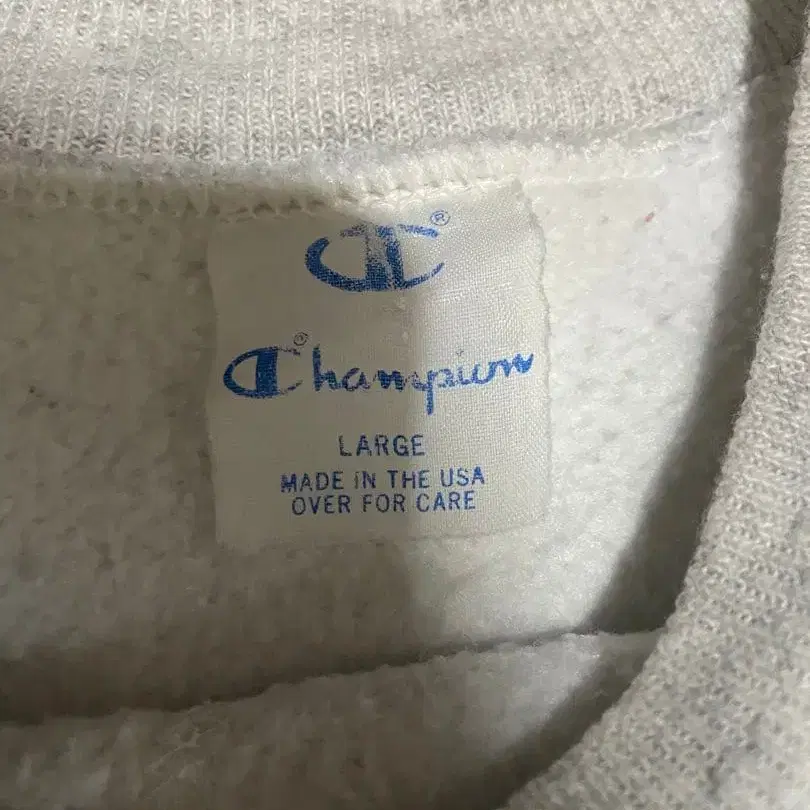 ®
®
Champion
LARGE
MADE IN THE USA
OVER FOR CARE